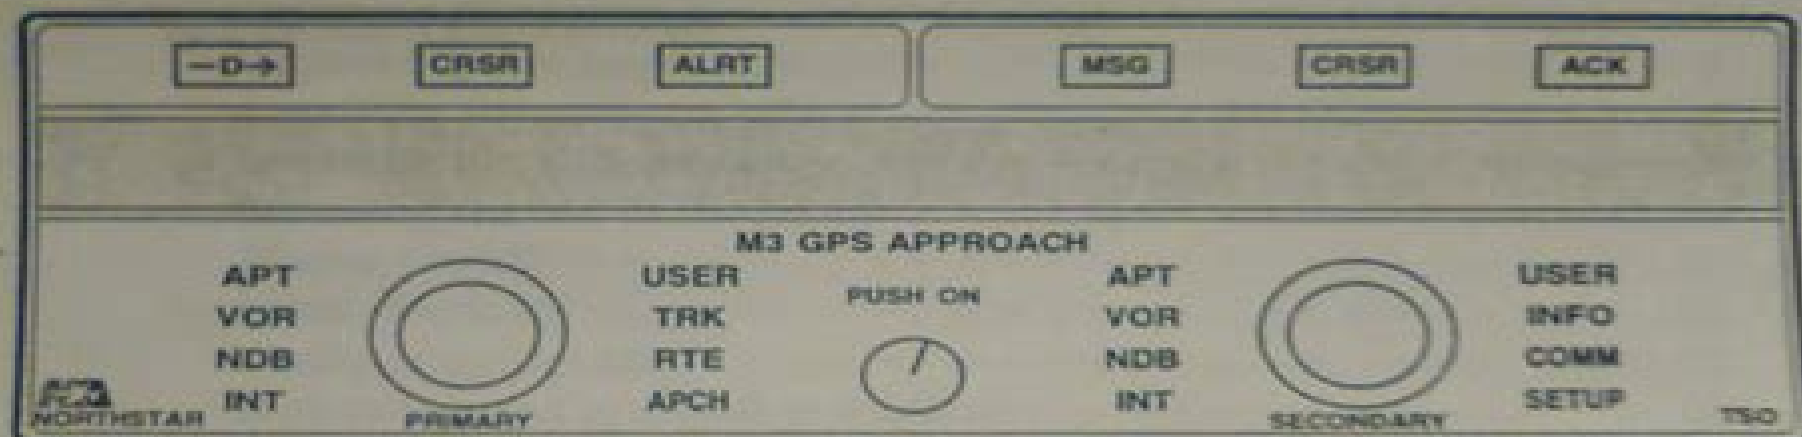 -D→ CRSR ALRT MSG CRSR ACK
M3 GPS APPROACH
APT USER APT USER
PUSH ON
VOR TRK VOR INFO
NDB RTE NDB COMM
INT APCH INT SETUP
NORTHSTAR PRIMARY SECONDARY TSO